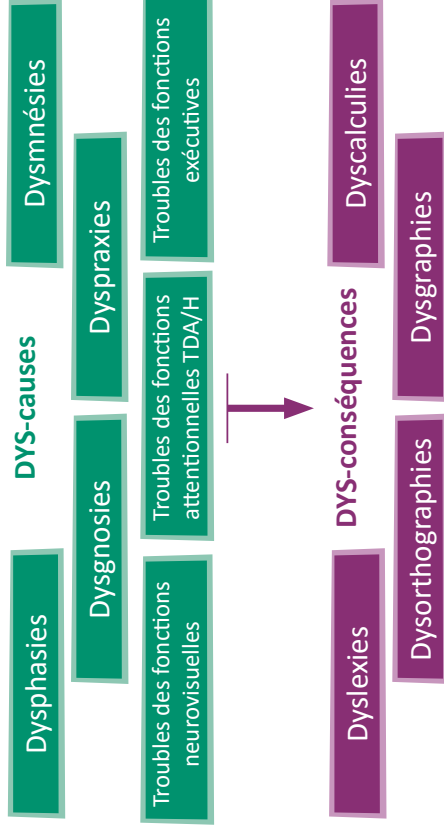 DYS-causes
Dysphasies
Dysmnésies
Dysgnosies
Dyspraxies
Troubles des fonctions
neurovisuelles
Troubles des fonctions
attentionnelles TDA/H
Troubles des fonctions
exécutives
DYS-conséquences
Dyslexies
Dyscalculies
Dysorthographies
Dysgraphies